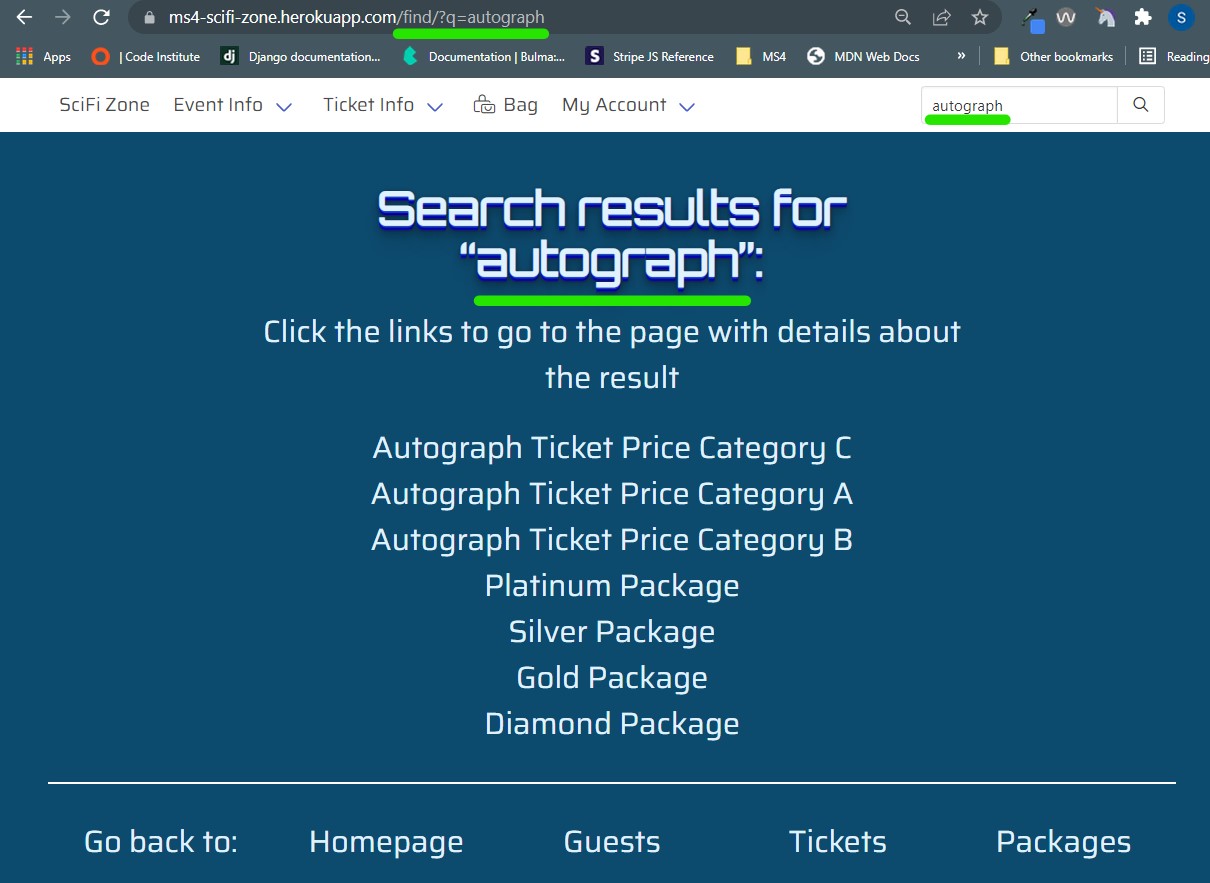 ms4-scifi-zone.herokuapp.com/find/?q=autograph S
Apps | Code Institute dj Django documentation... Documentation | Bulma:... S Stripe JS Reference MS4 MDN Web Docs » Other bookmarks Reading
SciFi Zone Event Info Ticket Info Bag My Account autograph
Search results for
“autograph”:
Click the links to go to the page with details about
the result
Autograph Ticket Price Category C
Autograph Ticket Price Category A
Autograph Ticket Price Category B
Platinum Package
Silver Package
Gold Package
Diamond Package
Go back to: Homepage Guests Tickets Packages